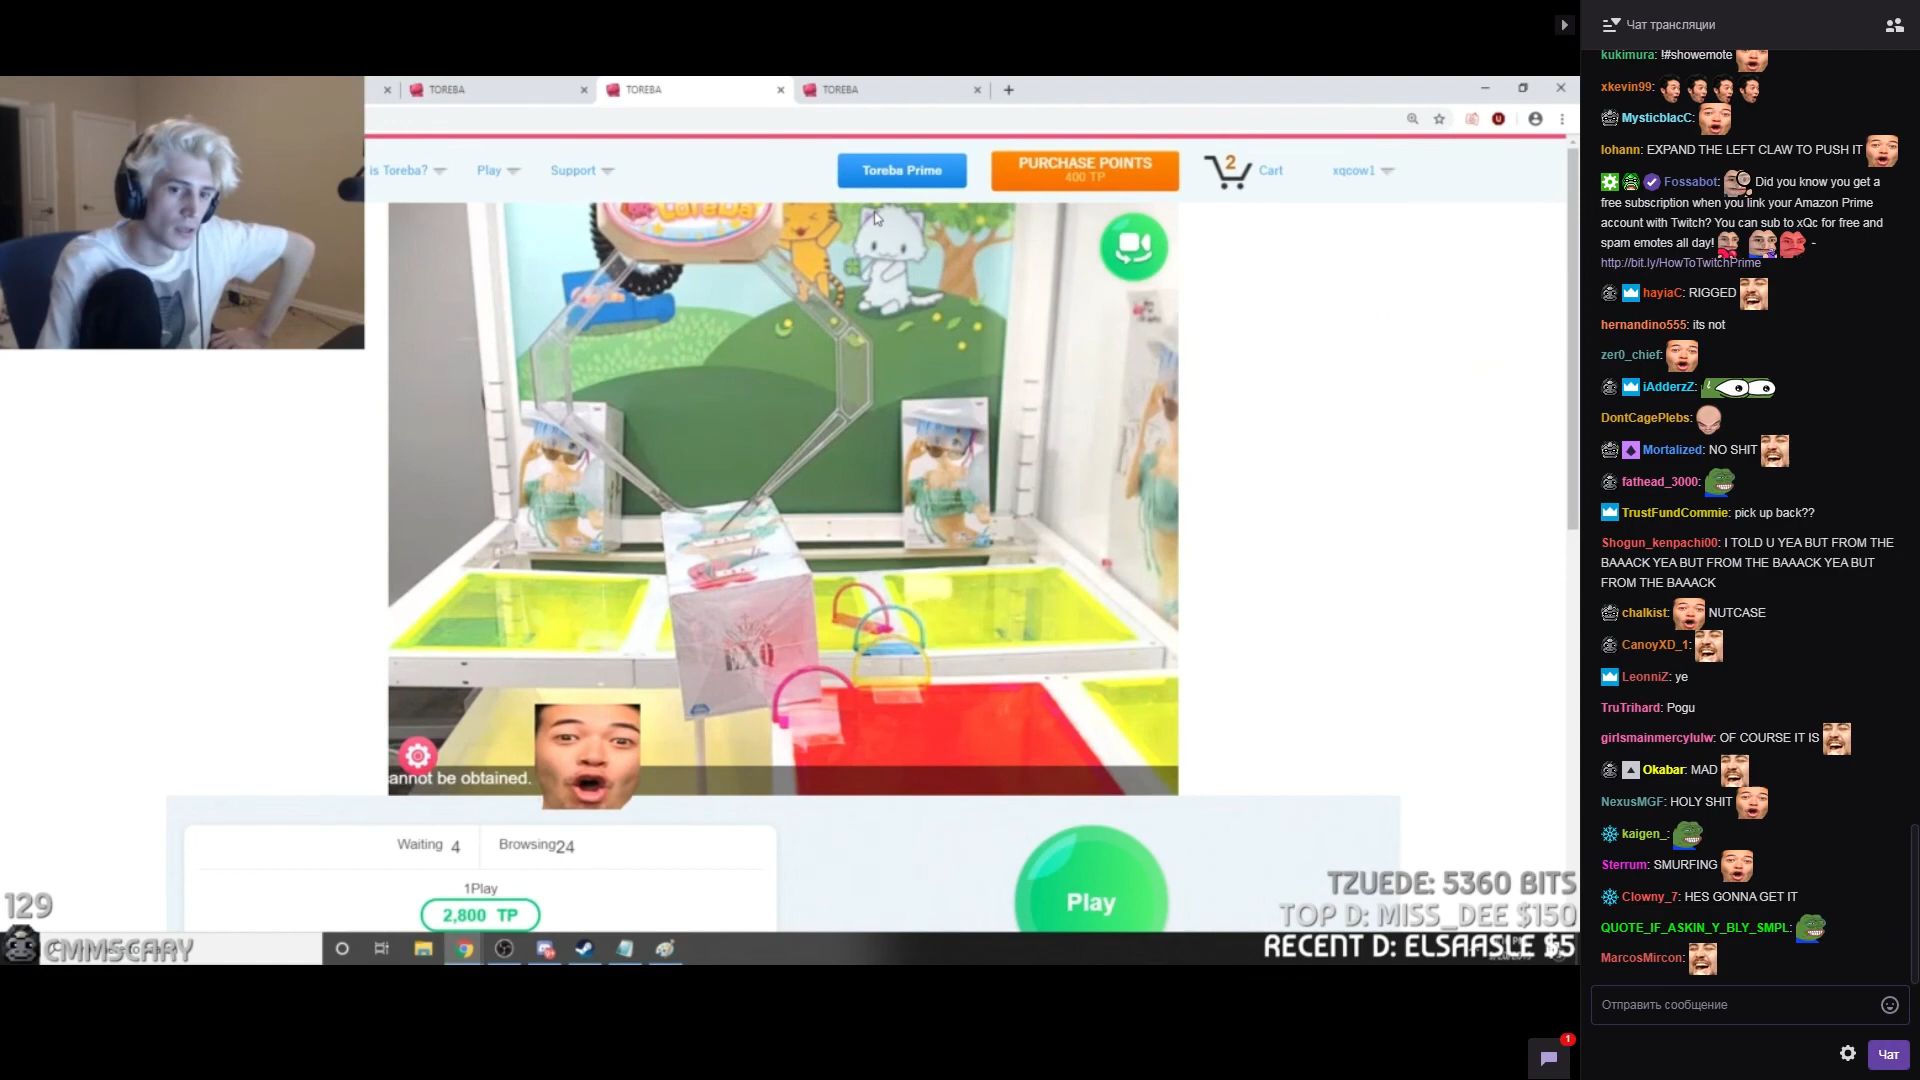 TOREBA
TOREBA
TOREBA
is Toreba?
Play
Support
Toreba Prime
PURCHASE POINTS
400 TP
2
Cart
xqcow1
Toreba
BXQ
annot be obtained.
Waiting 4
Browsing24
1Play
2,800 TP
Play
129
CMMSCARY
TZUEDE: 5360 BITS
TOP D: MISS_DEE $150
RECENT D: ELSAASLE $5
Чат трансляции
kukimura: !#showemote
xkevin99:
MysticblacC:
lohann: EXPAND THE LEFT CLAW TO PUSH IT
Fossabot: Did you know you get a
free subscription when you link your Amazon Prime
account with Twitch? You can sub to xQc for free and
spam emotes all day! -
http://bit.ly/HowToTwitchPrime
hayiaC: RIGGED
hernandino555: its not
zer0_chief:
iAdderzZ:
DontCagePlebs:
Mortalized: NO SHIT
fathead_3000:
TrustFundCommie: pick up back??
Shogun_kenpachi00: I TOLD U YEA BUT FROM THE
BAAACK YEA BUT FROM THE BAAACK YEA BUT
FROM THE BAAACK
chalkist: NUTCASE
CanoyXD_1:
LeonniZ: ye
TruTrihard: Pogu
girlsmainmercylulw: OF COURSE IT IS
Okabar: MAD
NexusMGF: HOLY SHIT
kaigen_:
Sterrum: SMURFING
Clowny_7: HES GONNA GET IT
QUOTE_IF_ASKIN_Y_BLY_SMPL:
MarcosMircon:
Отправить сообщение
1
Чат